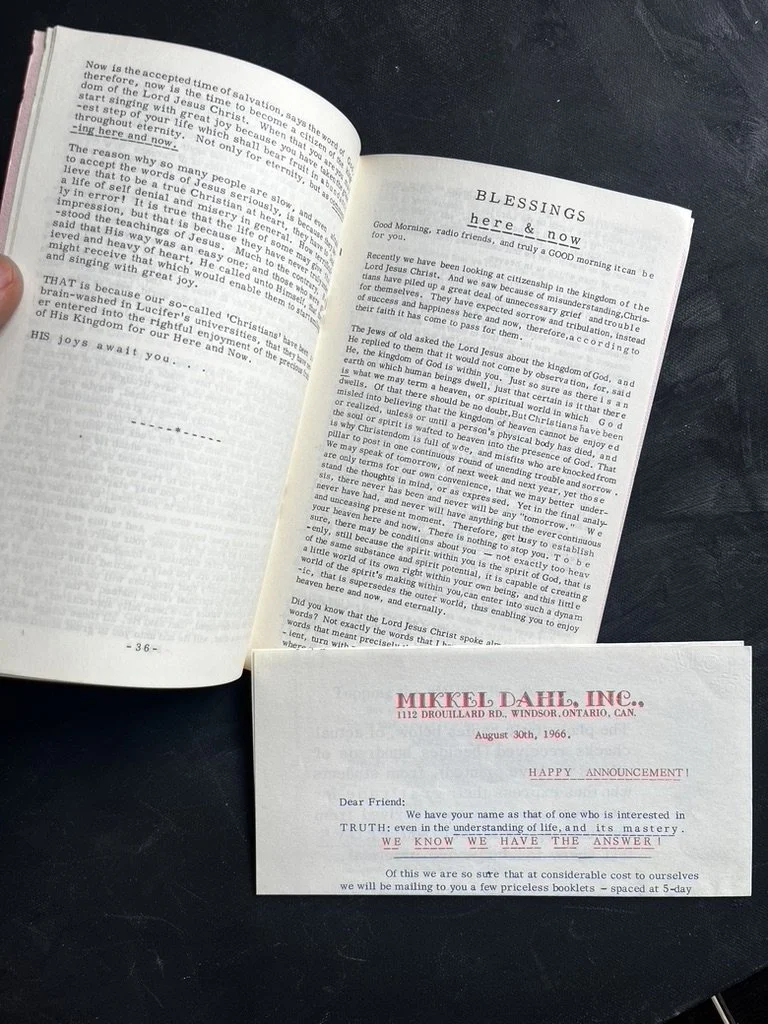 Now is the accepted time of salvation, says the word of
therefore, now is the time to become a citizen of the
dom of the Lord Jesus Christ. When that you are, you
start singing with great joy because you have taken the
-est step of your life which shall bear fruit in
throughout eternity. Not only for eternity, but as
-ing here and now.
The reason why so many people are slow, and even
to accept the words of Jesus seriously, is because
lieve that to be a true Christian at heart, they have to
a life of self denial and misery in general. How
ly in error! It is true that the life of some may give
impression, but that is because they have never truly
-stood the teachings of Jesus. Much to the contrary
said that His way was an easy one; and those who were
ieved and heavy of heart, He called unto Himself, that
might receive that which would enable them to start
and singing with great joy.
THAT is because our so-called 'Christians' have been
brain-washed in Lucifer's universities, that they have
er entered into the rightful enjoyment of the precious
of His Kingdom for our Here and Now.
HIS joys await you. . .
-----*-----
-36-
BLESSINGS
here & now
Good Morning, radio friends, and truly a GOOD morning it can be
for you.
Recently we have been looking at citizenship in the kingdom of the
Lord Jesus Christ. And we saw because of misunderstanding, Chris-
tians have piled up a great deal of unnecessary grief and trouble
for themselves. They have expected sorrow and tribulation, instead
of success and happiness here and now, therefore, according to
their faith it has come to pass for them.
The Jews of old asked the Lord Jesus about the kingdom of God, and
He replied to them that it would not come by observation, for, said
He, the kingdom of God is within you. Just so sure as there is an
earth on which human beings dwell, just that certain is it that there
is what we may term a heaven, or spiritual world in which God
dwells. Of that there should be no doubt. But Christians have been
misled into believing that the kingdom of heaven cannot be enjoyed
or realized, unless or until a person's physical body has died, and
the soul or spirit is wafted to heaven into the presence of God. That
is why Christendom is full of woe, and misfits who are knocked from
pillar to post in one continuous round of unending trouble and sorrow.
We may speak of tomorrow, of next week and next year, yet those
are only terms for our own convenience, that we may better under-
stand the thoughts in mind, or as expressed. Yet in the final analy-
sis, there never has been and never will be any "tomorrow." We
never have had, and never will have anything but the ever continuous
and unceasing present moment. Therefore, get busy to establish
your heaven here and now. There is nothing to stop you. To be
sure, there may be conditions about you — not exactly too heav
-enly, still because the spirit within you is the spirit of God, that is
of the same substance and spirit potential, it is capable of creating
a little world of its own right within your own being, and this little
world of the spirit's making within you, can enter into such a dynam
-ic, that is supersedes the outer world, thus enabling you to enjoy
heaven here and now, and eternally.
Did you know that the Lord Jesus Christ spoke
words? Not exactly the words that I
words that meant precisely
-ient, turn with
MIKKEL DAHL, INC.,
1112 DROUILLARD RD., WINDSOR, ONTARIO, CAN.
August 30th, 1966.
HAPPY ANNOUNCEMENT!
Dear Friend:
We have your name as that of one who is interested in
TRUTH: even in the understanding of life, and its mastery.
WE KNOW WE HAVE THE ANSWER!
Of this we are so sure that at considerable cost to ourselves
we will be mailing to you a few priceless booklets - spaced at 5-day